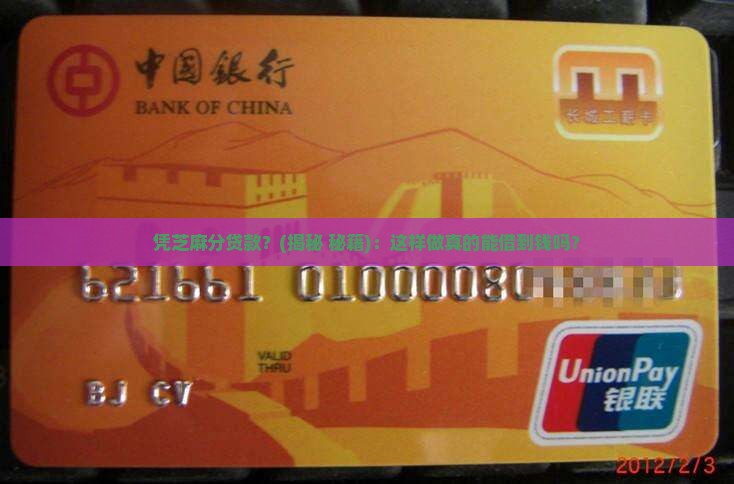 中国銀行
BANK OF CHINA
长城工薪卡
凭芝麻分贷款？(揭秘 秘籍)：这样做真的能借到钱吗？
621661 01000080
VALID
THRU
UnionPay
银联
BJ CV
2012/2/3